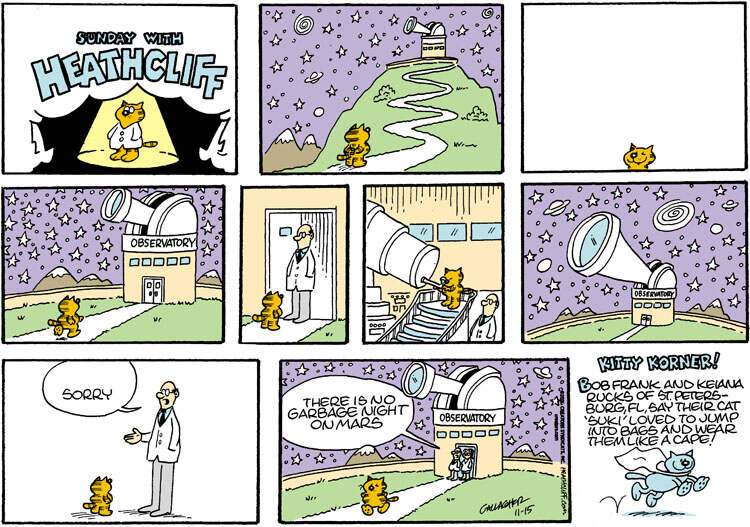 SUNDAY WITH
HEATHCLIFF
OBSERVATORY
OBSERVATORY
SORRY
THERE IS NO
GARBAGE NIGHT
ON MARS
OBSERVATORY
GALLAGHER
11-15
HEATHCLIFF.COM
KITTY KORNER!
BOB FRANK AND KEIANA
RUCKS OF ST. PETERS-
BURG, FL, SAY THEIR CAT
'SUKI' LOVED TO JUMP
INTO BAGS AND WEAR
THEM LIKE A CAPE!